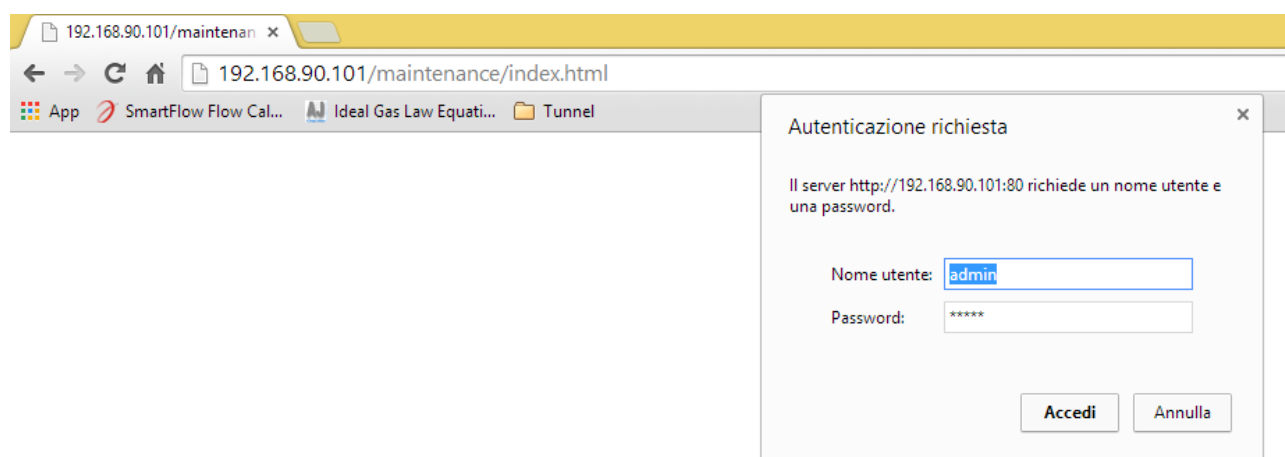 192.168.90.101/maintenan
192.168.90.101/maintenance/index.html
App SmartFlow Flow Cal... Ideal Gas Law Equati... Tunnel
Autenticazione richiesta
Il server http://192.168.90.101:80 richiede un nome utente e
una password.
Nome utente: admin
Password: *****
Accedi Annulla